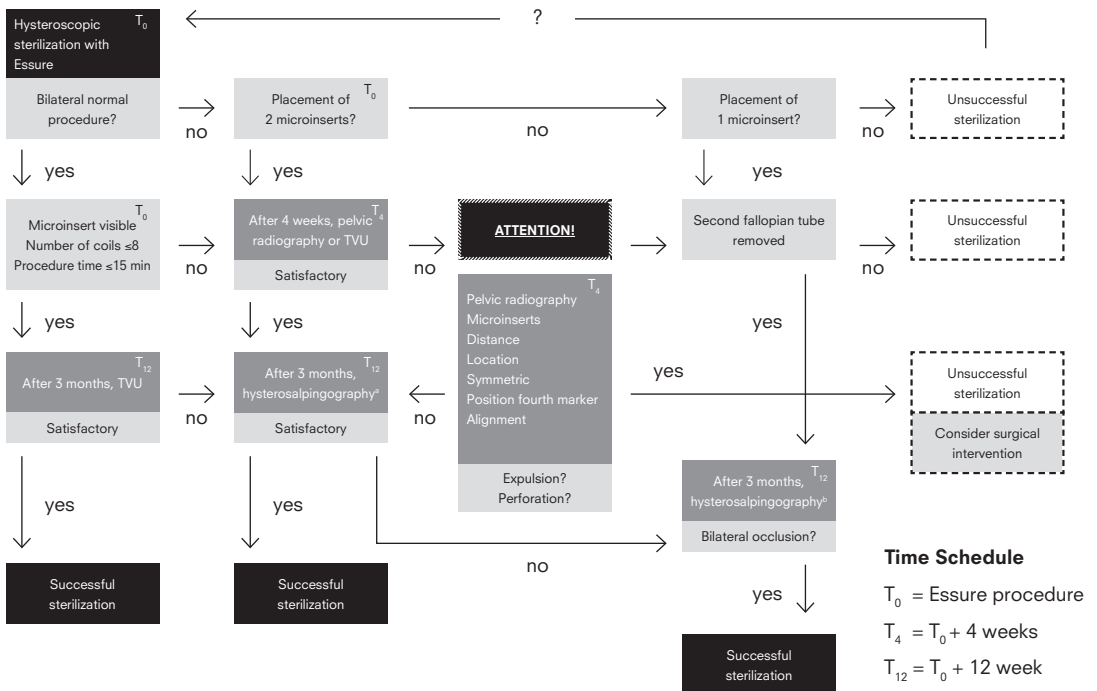 ?
Hysteroscopic T0
sterilization with
Essure
Bilateral normal
procedure?
no
Placement of T0
2 microinserts?
no
Placement of
1 microinsert?
no
Unsuccessful
sterilization
yes
yes
yes
Microinsert visible T0
Number of coils ≤8
Procedure time ≤15 min
no
After 4 weeks, pelvic T4
radiography or TVU
Satisfactory
no
ATTENTION!
Second fallopian tube
removed
no
Unsuccessful
sterilization
yes
yes
T4
Pelvic radiography
Microinserts
Distance
Location
Symmetric
Position fourth marker
Alignment
Expulsion?
Perforation?
yes
yes
After 3 months, TVU T12
Satisfactory
no
After 3 months, T12
hysterosalpingographyᵃ
Satisfactory
no
Unsuccessful
sterilization
Consider surgical
intervention
yes
yes
no
After 3 months, T12
hysterosalpingographyᵇ
Bilateral occlusion?
yes
Successful
sterilization
Successful
sterilization
Successful
sterilization
Time Schedule
T0 = Essure procedure
T4 = T0 + 4 weeks
T12 = T0 + 12 week